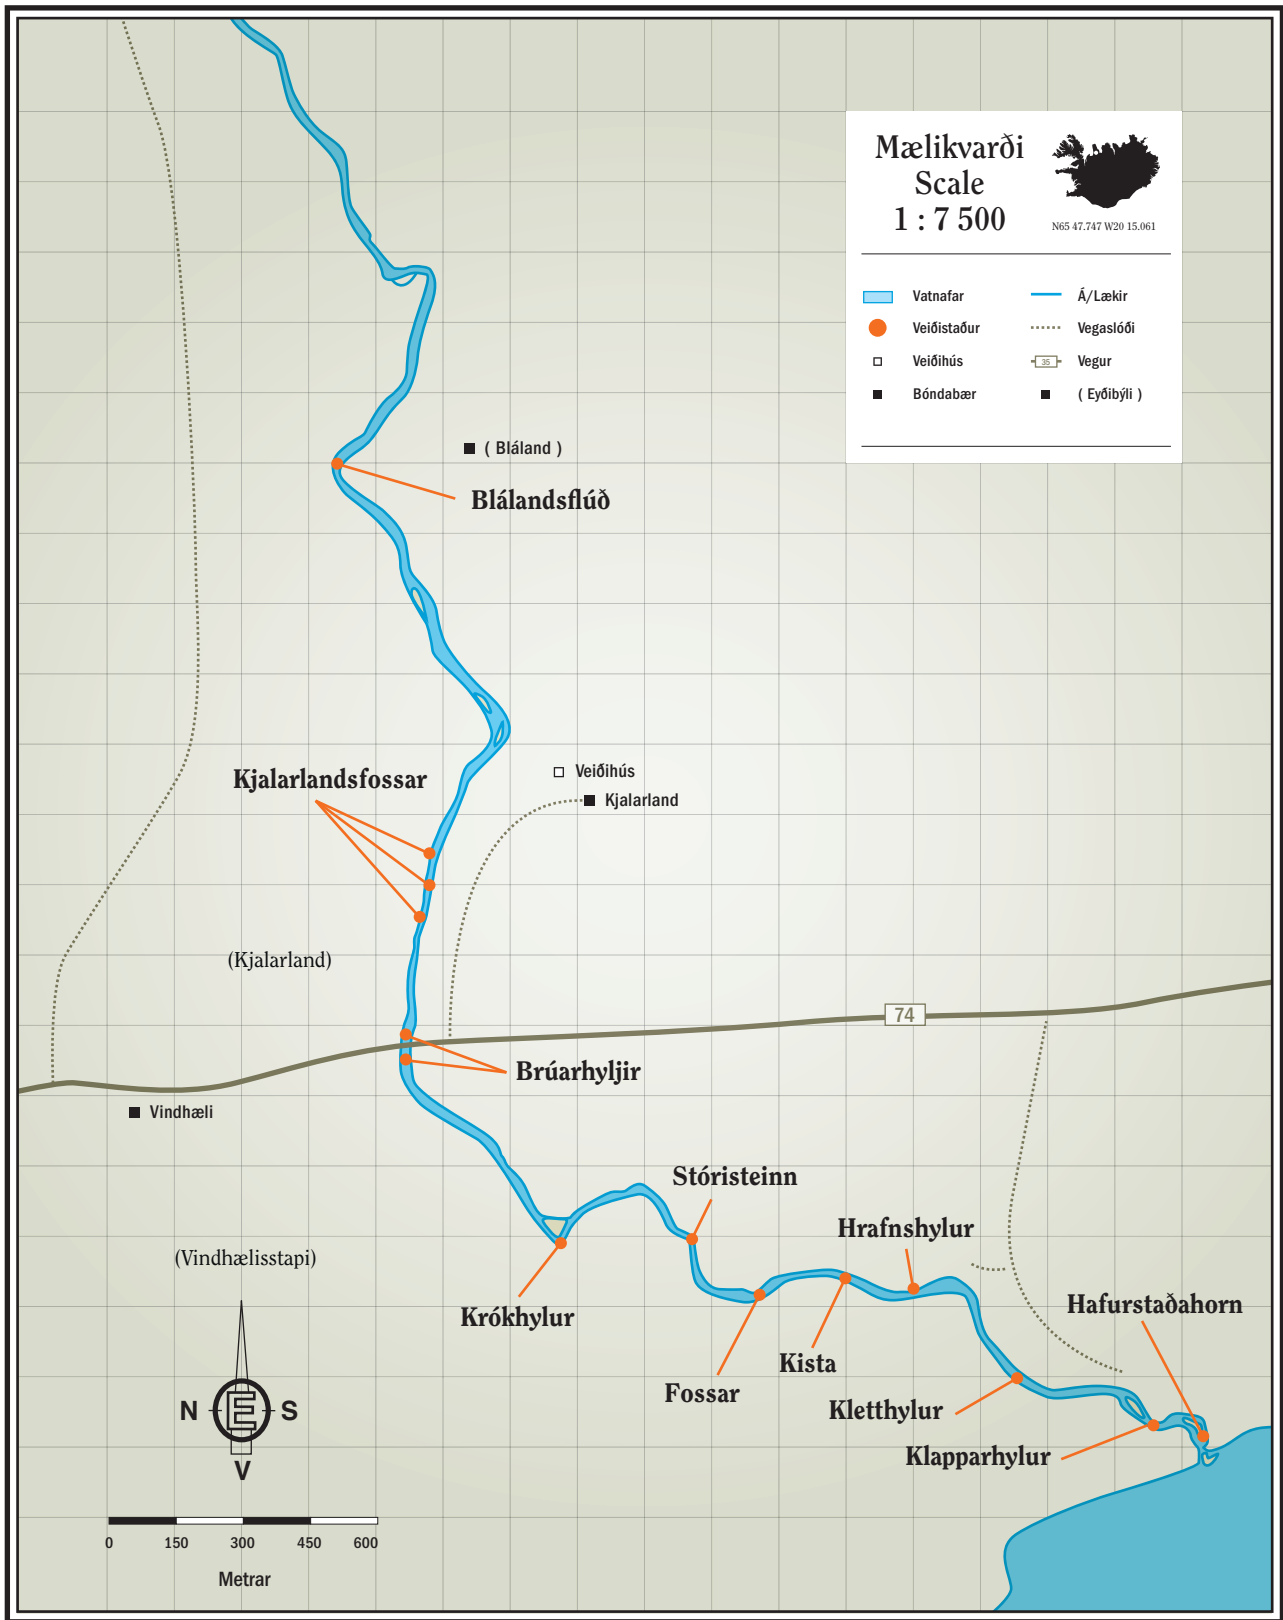 Mælikvarði
Scale
1 : 7 500
N65 47.747 W20 15.061
Vatnafar
Á/Lækir
Veiðistaður
Vegaslóði
Veiðihús
35
Vegur
Bóndabær
( Eyðibýli )
( Bláland )
Blálandsflúð
Veiðihús
Kjalarlandsfossar
Kjalarland
(Kjalarland)
74
Brúarhyljir
Vindhæli
Stóristeinn
Hrafnshylur
(Vindhælisstapi)
Hafurstaðahorn
Krókhylur
Kista
Fossar
Kletthylur
Klapparhylur
N
E
S
V
0 150 300 450 600
Metrar